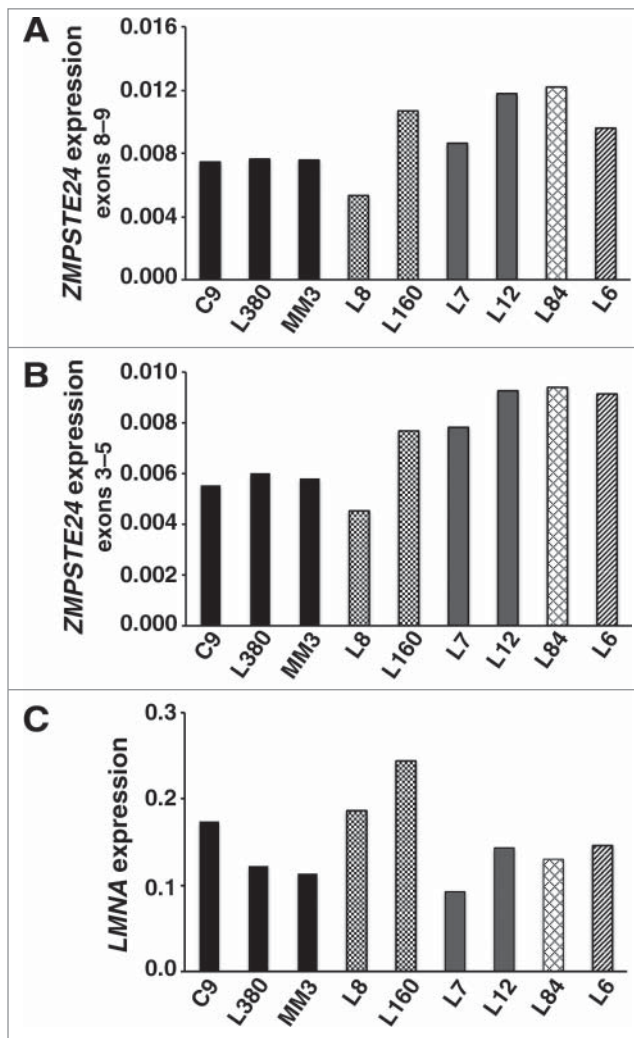 A
ZMPSTE24 expression
exons 8–9
0.016
0.012
0.008
0.004
0.000
C9 L380 MM3 L8 L160 L7 L12 L84 L6
B
ZMPSTE24 expression
exons 3–5
0.010
0.008
0.006
0.004
0.002
0.000
C9 L380 MM3 L8 L160 L7 L12 L84 L6
C
LMNA expression
0.3
0.2
0.1
0.0
C9 L380 MM3 L8 L160 L7 L12 L84 L6